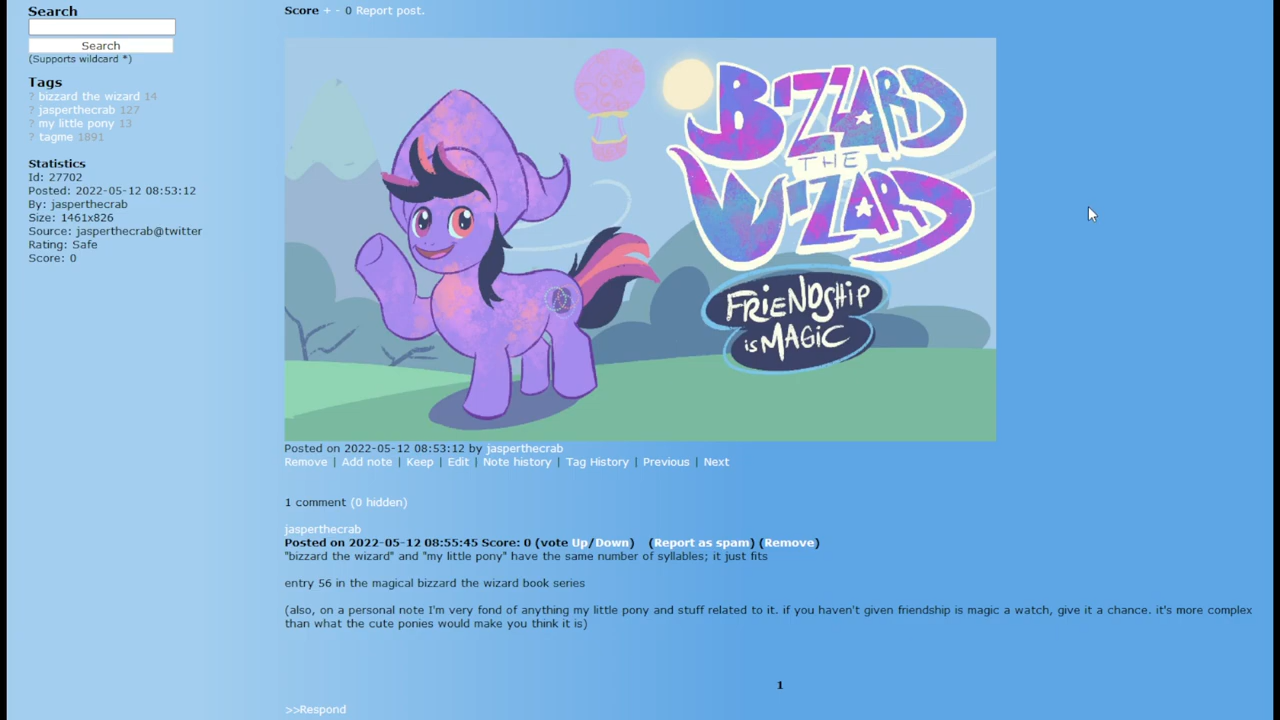 Search
Search
(Supports wildcard *)
Tags
? bizzard the wizard 14
? jasperthecrab 127
? my little pony 13
? tagme 1891
Statistics
Id: 27702
Posted: 2022-05-12 08:53:12
By: jasperthecrab
Size: 1461x826
Source: jasperthecrab@twitter
Rating: Safe
Score: 0
Score + - 0 Report post.
BIZZARD
THE
WIZARD
FRiENDSHiP
iS MAGiC
Posted on 2022-05-12 08:53:12 by jasperthecrab
Remove | Add note | Keep | Edit | Note history | Tag History | Previous | Next
1 comment (0 hidden)
jasperthecrab
Posted on 2022-05-12 08:55:45 Score: 0 (vote Up/Down) (Report as spam) (Remove)
"bizzard the wizard" and "my little pony" have the same number of syllables; it just fits
entry 56 in the magical bizzard the wizard book series
(also, on a personal note I'm very fond of anything my little pony and stuff related to it. if you haven't given friendship is magic a watch, give it a chance. it's more complex
than what the cute ponies would make you think it is)
1
>>Respond